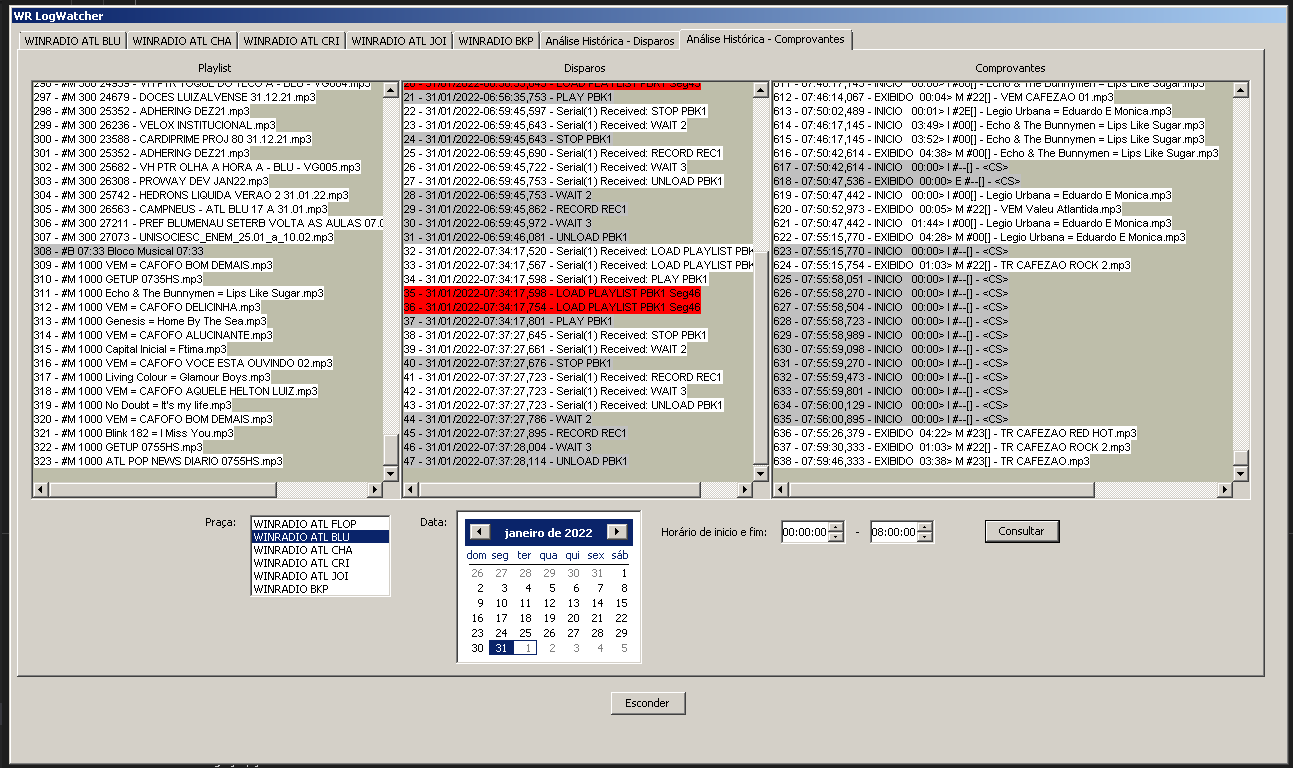 WR LogWatcher
WINRADIO ATL BLU
WINRADIO ATL CHA
WINRADIO ATL CRI
WINRADIO ATL JOI
WINRADIO BKP
Análise Histórica - Disparos
Análise Histórica - Comprovantes
Playlist
297 - #M 300 24679 - DOCES LUIZALVENSE 31.12.21.mp3
298 - #M 300 25352 - ADHERING DEZ21.mp3
299 - #M 300 26236 - VELOX INSTITUCIONAL.mp3
300 - #M 300 23588 - CARDIPRIME PROJ 80 31.12.21.mp3
301 - #M 300 25352 - ADHERING DEZ21.mp3
302 - #M 300 25682 - VH PTR OLHA A HORA A - BLU - VG005.mp3
303 - #M 300 26308 - PROWAY DEV JAN22.mp3
304 - #M 300 25742 - HEDRONS LIQUIDA VERAO 2 31.01.22.mp3
305 - #M 300 26563 - CAMPNEUS - ATL BLU 17 A 31.01.mp3
306 - #M 300 27211 - PREF BLUMENAU SETERB VOLTA AS AULAS 07.0
307 - #M 300 27073 - UNISOCIESC_ENEM_25.01_a_10.02.mp3
308 - #B 07:33 Bloco Musical 07:33
309 - #M 1000 VEM = CAFOFO BOM DEMAIS.mp3
310 - #M 1000 GETUP 0735HS.mp3
311 - #M 1000 Echo & The Bunnymen = Lips Like Sugar.mp3
312 - #M 1000 VEM = CAFOFO DELICINHA.mp3
313 - #M 1000 Genesis = Home By The Sea.mp3
314 - #M 1000 VEM = CAFOFO ALUCINANTE.mp3
315 - #M 1000 Capital Inicial = Ftima.mp3
316 - #M 1000 VEM = CAFOFO VOCE ESTA OUVINDO 02.mp3
317 - #M 1000 Living Colour = Glamour Boys.mp3
318 - #M 1000 VEM = CAFOFO AQUELE HELTON LUIZ.mp3
319 - #M 1000 No Doubt = It's my life.mp3
320 - #M 1000 VEM = CAFOFO BOM DEMAIS.mp3
321 - #M 1000 Blink 182 = I Miss You.mp3
322 - #M 1000 GETUP 0755HS.mp3
323 - #M 1000 ATL POP NEWS DIARIO 0755HS.mp3
Disparos
21 - 31/01/2022-06:56:35,753 - PLAY PBK1
22 - 31/01/2022-06:59:45,597 - Serial(1) Received: STOP PBK1
23 - 31/01/2022-06:59:45,643 - Serial(1) Received: WAIT 2
24 - 31/01/2022-06:59:45,643 - STOP PBK1
25 - 31/01/2022-06:59:45,690 - Serial(1) Received: RECORD REC1
26 - 31/01/2022-06:59:45,722 - Serial(1) Received: WAIT 3
27 - 31/01/2022-06:59:45,753 - Serial(1) Received: UNLOAD PBK1
28 - 31/01/2022-06:59:45,753 - WAIT 2
29 - 31/01/2022-06:59:45,862 - RECORD REC1
30 - 31/01/2022-06:59:45,972 - WAIT 3
31 - 31/01/2022-06:59:46,081 - UNLOAD PBK1
32 - 31/01/2022-07:34:17,520 - Serial(1) Received: LOAD PLAYLIST PBK
33 - 31/01/2022-07:34:17,567 - Serial(1) Received: LOAD PLAYLIST PBK
34 - 31/01/2022-07:34:17,598 - Serial(1) Received: PLAY PBK1
35 - 31/01/2022-07:34:17,598 - LOAD PLAYLIST PBK1 Seg46
36 - 31/01/2022-07:34:17,754 - LOAD PLAYLIST PBK1 Seg46
37 - 31/01/2022-07:34:17,801 - PLAY PBK1
38 - 31/01/2022-07:37:27,645 - Serial(1) Received: STOP PBK1
39 - 31/01/2022-07:37:27,661 - Serial(1) Received: WAIT 2
40 - 31/01/2022-07:37:27,676 - STOP PBK1
41 - 31/01/2022-07:37:27,723 - Serial(1) Received: RECORD REC1
42 - 31/01/2022-07:37:27,723 - Serial(1) Received: WAIT 3
43 - 31/01/2022-07:37:27,723 - Serial(1) Received: UNLOAD PBK1
44 - 31/01/2022-07:37:27,786 - WAIT 2
45 - 31/01/2022-07:37:27,895 - RECORD REC1
46 - 31/01/2022-07:37:28,004 - WAIT 3
47 - 31/01/2022-07:37:28,114 - UNLOAD PBK1
Comprovantes
612 - 07:46:14,067 - EXIBIDO 00:04> M #22[] - VEM CAFEZAO 01.mp3
613 - 07:50:02,489 - INICIO 00:01> I #2E[] - Legio Urbana = Eduardo E Monica.mp3
614 - 07:46:17,145 - INICIO 03:49> I #00[] - Echo & The Bunnymen = Lips Like Sugar.mp3
615 - 07:46:17,145 - INICIO 03:52> I #00[] - Echo & The Bunnymen = Lips Like Sugar.mp3
616 - 07:50:42,614 - EXIBIDO 04:38> M #00[] - Echo & The Bunnymen = Lips Like Sugar.mp3
617 - 07:50:42,614 - INICIO 00:00> I #--[] - <CS>
618 - 07:50:47,536 - EXIBIDO 00:00> E #--[] - <CS>
619 - 07:50:47,442 - INICIO 00:00> I #00[] - Legio Urbana = Eduardo E Monica.mp3
620 - 07:50:52,973 - EXIBIDO 00:05> M #22[] - VEM Valeu Atlantida.mp3
621 - 07:50:47,442 - INICIO 01:44> I #00[] - Legio Urbana = Eduardo E Monica.mp3
622 - 07:55:15,770 - EXIBIDO 04:28> M #00[] - Legio Urbana = Eduardo E Monica.mp3
623 - 07:55:15,770 - INICIO 00:00> I #--[] - <CS>
624 - 07:55:15,754 - EXIBIDO 01:03> M #22[] - TR CAFEZAO ROCK 2.mp3
625 - 07:55:58,051 - INICIO 00:00> I #--[] - <CS>
626 - 07:55:58,270 - INICIO 00:00> I #--[] - <CS>
627 - 07:55:58,504 - INICIO 00:00> I #--[] - <CS>
628 - 07:55:58,723 - INICIO 00:00> I #--[] - <CS>
629 - 07:55:58,989 - INICIO 00:00> I #--[] - <CS>
630 - 07:55:59,098 - INICIO 00:00> I #--[] - <CS>
631 - 07:55:59,270 - INICIO 00:00> I #--[] - <CS>
632 - 07:55:59,473 - INICIO 00:00> I #--[] - <CS>
633 - 07:55:59,801 - INICIO 00:00> I #--[] - <CS>
634 - 07:56:00,129 - INICIO 00:00> I #--[] - <CS>
635 - 07:56:00,895 - INICIO 00:00> I #--[] - <CS>
636 - 07:55:26,379 - EXIBIDO 04:22> M #23[] - TR CAFEZAO RED HOT.mp3
637 - 07:59:30,333 - EXIBIDO 01:03> M #22[] - TR CAFEZAO ROCK 2.mp3
638 - 07:59:46,333 - EXIBIDO 03:38> M #23[] - TR CAFEZAO.mp3
Praça:
WINRADIO ATL FLOP
WINRADIO ATL BLU
WINRADIO ATL CHA
WINRADIO ATL CRI
WINRADIO ATL JOI
WINRADIO BKP
Data:
janeiro de 2022
dom seg ter qua qui sex sáb
26 27 28 29 30 31 1
2 3 4 5 6 7 8
9 10 11 12 13 14 15
16 17 18 19 20 21 22
23 24 25 26 27 28 29
30 31 1 2 3 4 5
Horário de inicio e fim:
00:00:00 - 08:00:00
Consultar
Esconder